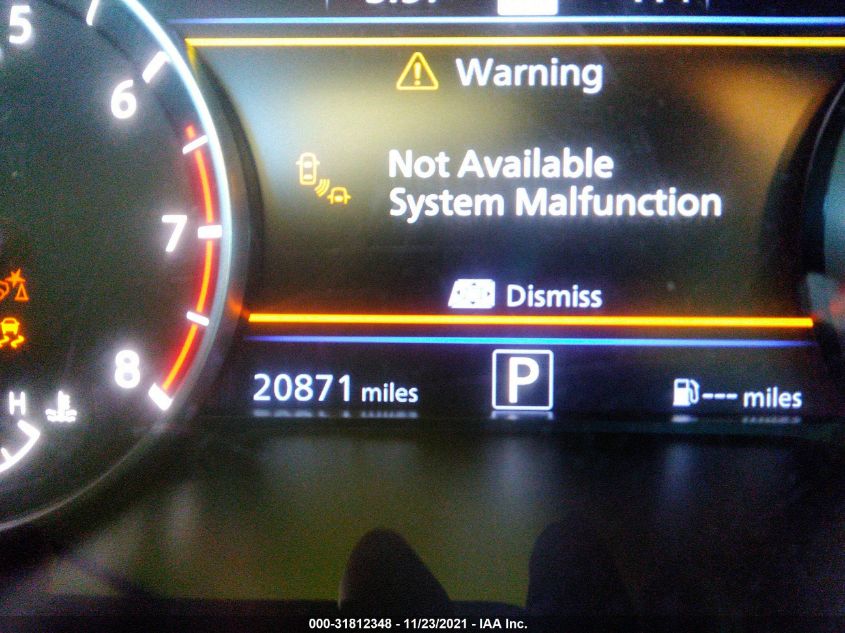 5
6
7
8
H
Warning
Not Available
System Malfunction
Dismiss
20871 miles
P
--- miles
000-31812348 - 11/23/2021 - IAA Inc.